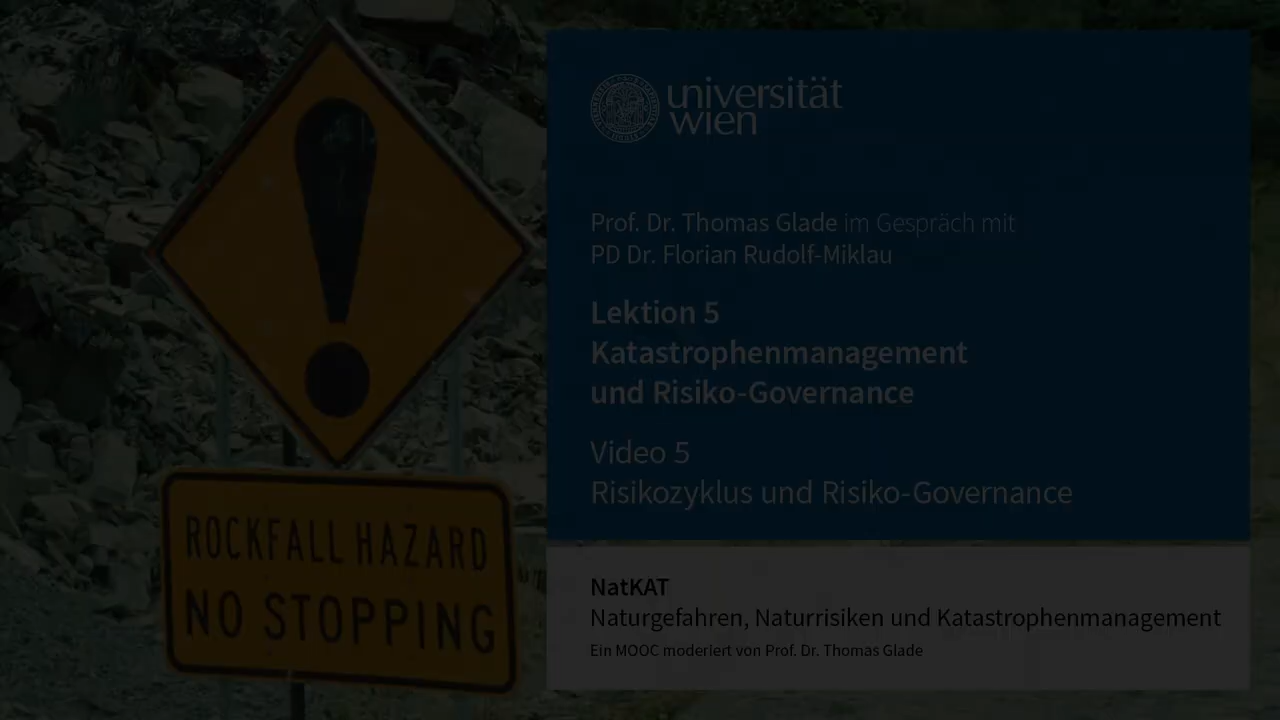 ROCKFALL HAZARD
NO STOPPING
universität
wien
Prof. Dr. Thomas Glade im Gespräch mit
PD Dr. Florian Rudolf-Miklau
Lektion 5
Katastrophenmanagement
und Risiko-Governance
Video 5
Risikozyklus und Risiko-Governance
NatKAT
Naturgefahren, Naturrisiken und Katastrophenmanagement
Ein MOOC moderiert von Prof. Dr. Thomas Glade